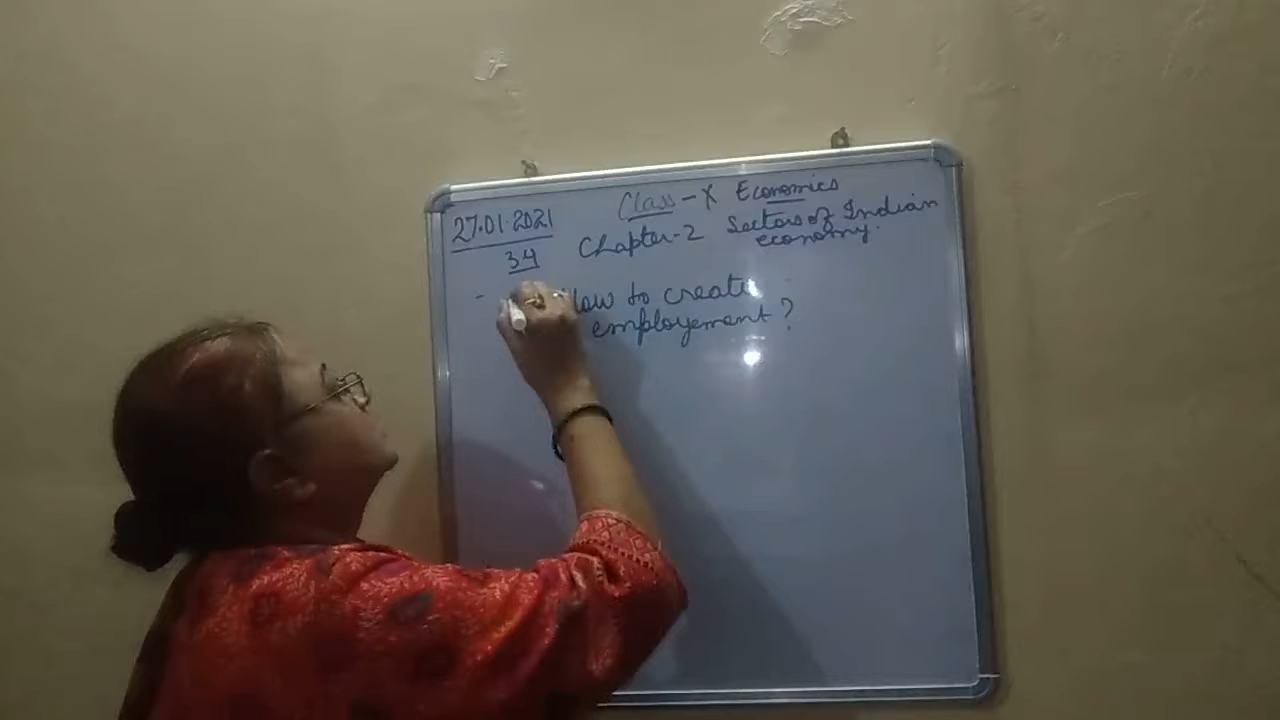 Class-X Economics
27.01.2021
Chapter-2 Sectors of Indian
economy.
34
How to create
employement?